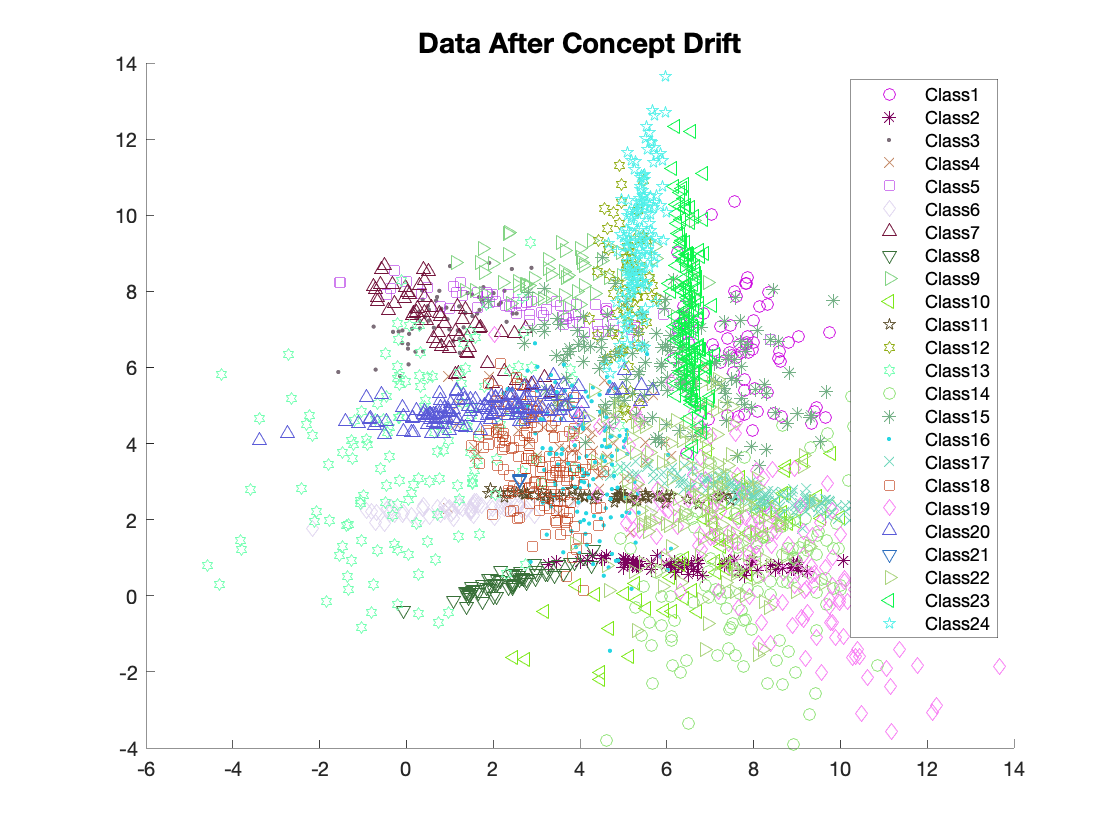 Data After Concept Drift
14
12
10
8
6
4
2
0
-2
-4
-6
-4
-2
0
2
4
6
8
10
12
14
Class1
Class2
Class3
Class4
Class5
Class6
Class7
Class8
Class9
Class10
Class11
Class12
Class13
Class14
Class15
Class16
Class17
Class18
Class19
Class20
Class21
Class22
Class23
Class24